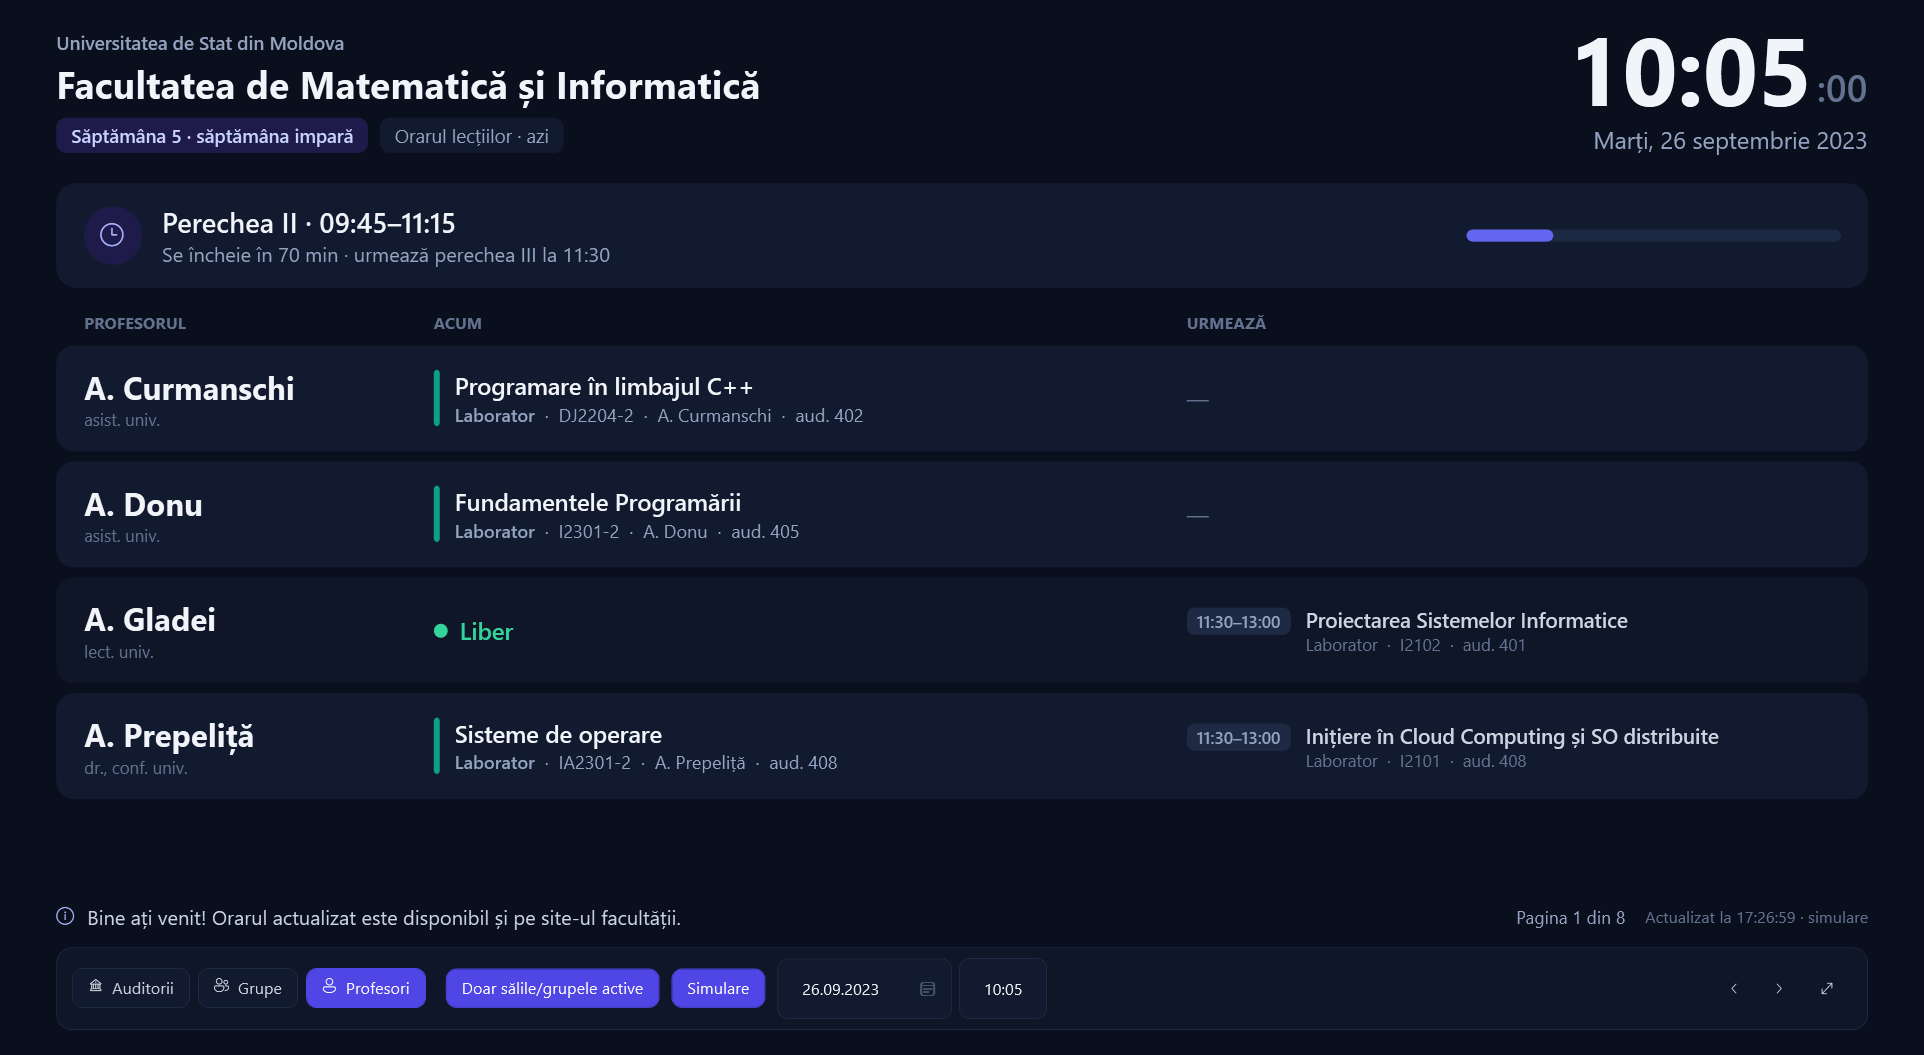 Universitatea de Stat din Moldova
Facultatea de Matematică și Informatică
Săptămâna 5 · săptămâna impară
Orarul lecțiilor · azi
10:05 :00
Marți, 26 septembrie 2023
Perechea II · 09:45–11:15
Se încheie în 70 min · urmează perechea III la 11:30
PROFESORUL
ACUM
URMEAZĂ
A. Curmanschi
asist. univ.
Programare în limbajul C++
Laborator · DJ2204-2 · A. Curmanschi · aud. 402
—
A. Donu
asist. univ.
Fundamentele Programării
Laborator · I2301-2 · A. Donu · aud. 405
—
A. Gladei
lect. univ.
Liber
11:30–13:00
Proiectarea Sistemelor Informatice
Laborator · I2102 · aud. 401
A. Prepeliță
dr., conf. univ.
Sisteme de operare
Laborator · IA2301-2 · A. Prepeliță · aud. 408
11:30–13:00
Inițiere în Cloud Computing și SO distribuite
Laborator · I2101 · aud. 408
Bine ați venit! Orarul actualizat este disponibil și pe site-ul facultății.
Pagina 1 din 8
Actualizat la 17:26:59 · simulare
Auditorii
Grupe
Profesori
Doar sălile/grupele active
Simulare
26.09.2023
10:05